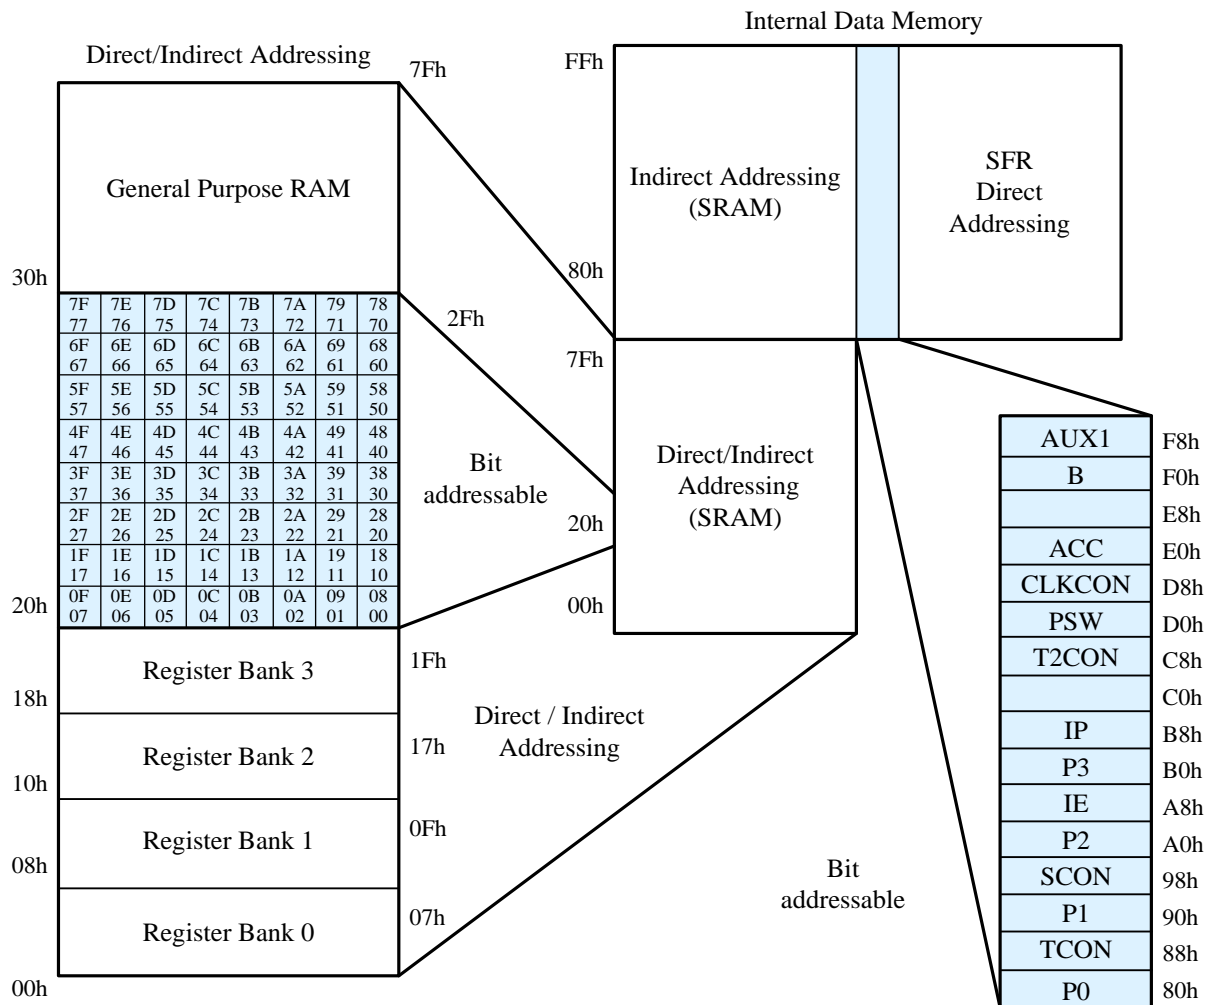 Internal Data Memory
Direct/Indirect Addressing
7Fh
FFh
General Purpose RAM
Indirect Addressing
(SRAM)
SFR
Direct
Addressing
30h
80h
7F 7E 7D 7C 7B 7A 79 78
77 76 75 74 73 72 71 70
6F 6E 6D 6C 6B 6A 69 68
67 66 65 64 63 62 61 60
5F 5E 5D 5C 5B 5A 59 58
57 56 55 54 53 52 51 50
4F 4E 4D 4C 4B 4A 49 48
47 46 45 44 43 42 41 40
3F 3E 3D 3C 3B 3A 39 38
37 36 35 34 33 32 31 30
2F 2E 2D 2C 2B 2A 29 28
27 26 25 24 23 22 21 20
1F 1E 1D 1C 1B 1A 19 18
17 16 15 14 13 12 11 10
0F 0E 0D 0C 0B 0A 09 08
07 06 05 04 03 02 01 00
2Fh
7Fh
Bit
addressable
Direct/Indirect
Addressing
(SRAM)
20h
00h
20h
Register Bank 3
1Fh
18h
Register Bank 2
17h
10h
Register Bank 1
0Fh
08h
Register Bank 0
07h
00h
Direct / Indirect
Addressing
Bit
addressable
AUX1 F8h
B F0h
E8h
ACC E0h
CLKCON D8h
PSW D0h
T2CON C8h
C0h
IP B8h
P3 B0h
IE A8h
P2 A0h
SCON 98h
P1 90h
TCON 88h
P0 80h